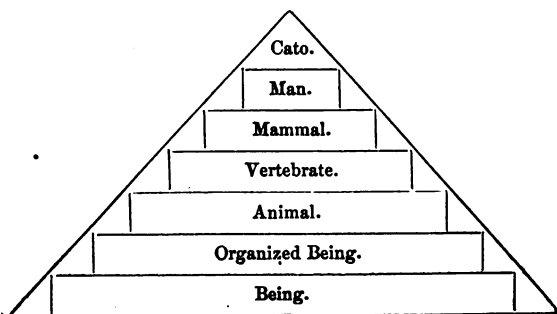 Cato.
Man.
Mammal.
Vertebrate.
Animal.
Organized Being.
Being.